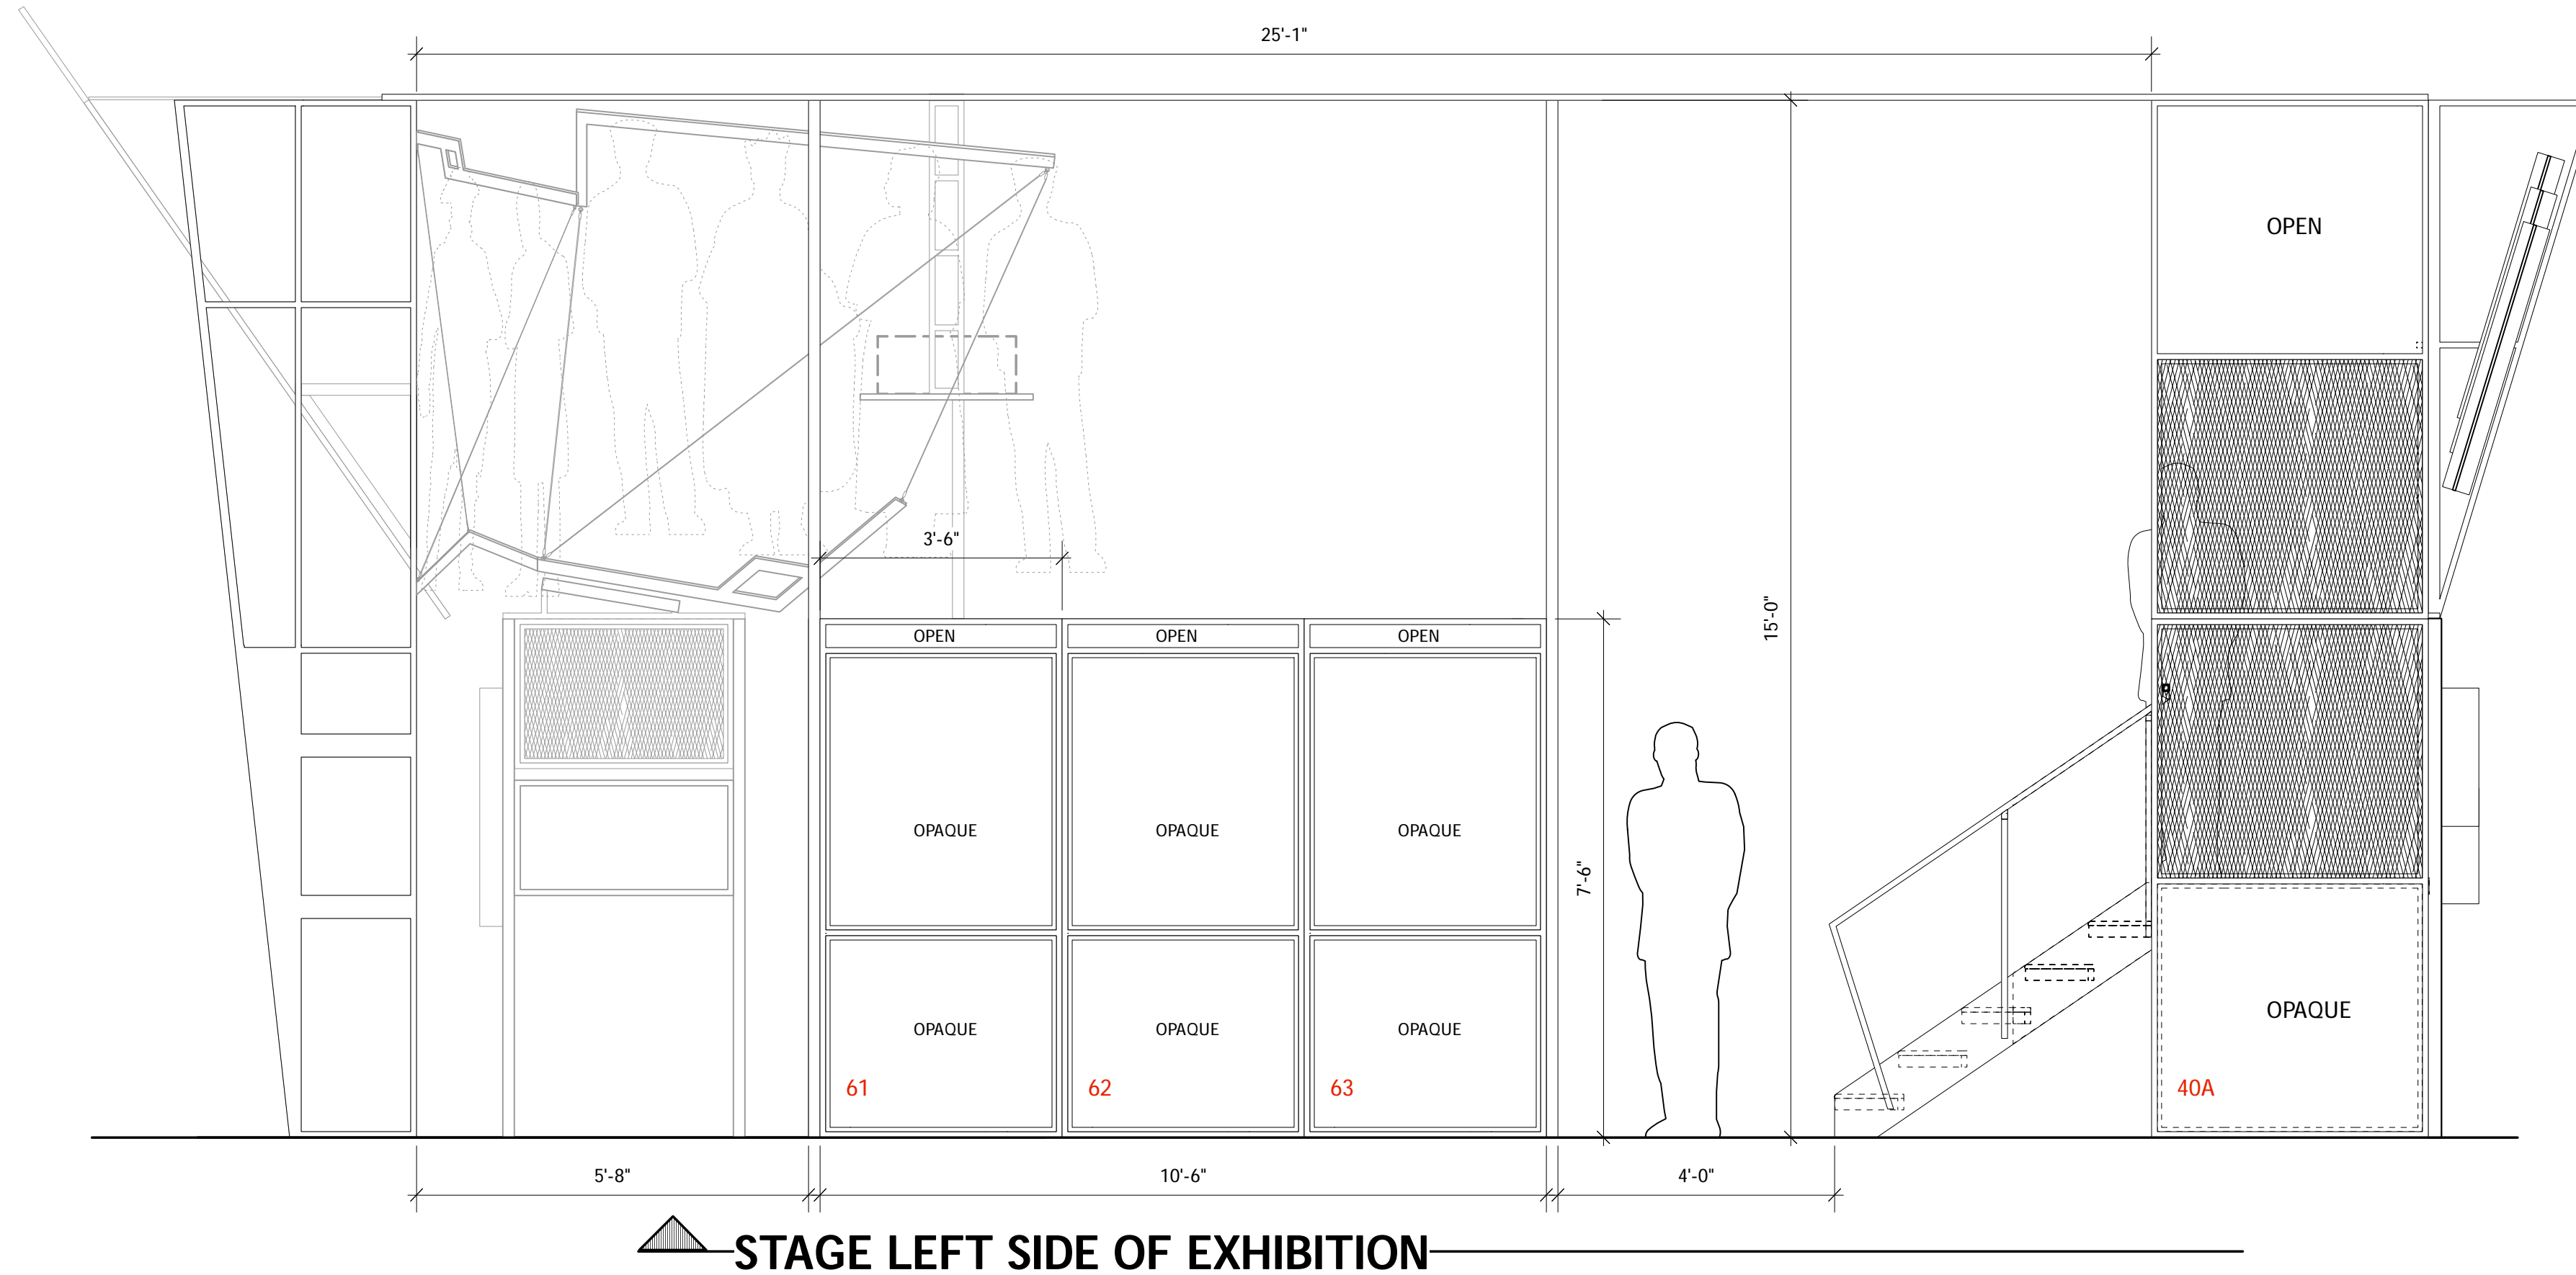 25'-1"
OPEN
3'-6"
15'-0"
OPEN OPEN OPEN
OPAQUE OPAQUE OPAQUE
7'-6"
OPAQUE
OPAQUE OPAQUE OPAQUE
61 62 63 40A
5'-8" 10'-6" 4'-0"
STAGE LEFT SIDE OF EXHIBITION